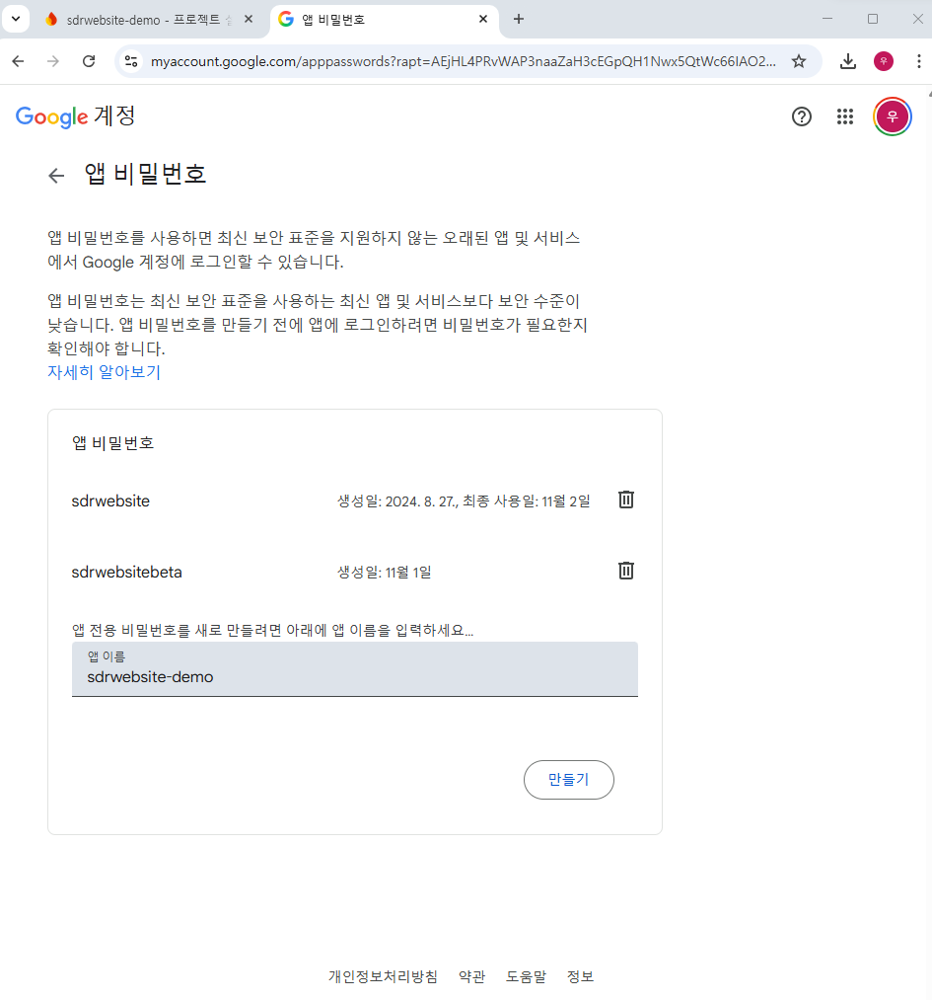 sdrwebsite-demo - 프로젝트
앱 비밀번호
myaccount.google.com/apppasswords?rapt=AEjHL4PRvWAP3naaZaH3cEGpQH1Nwx5QtWc66IAO2...
우
Google 계정
우
앱 비밀번호
앱 비밀번호를 사용하면 최신 보안 표준을 지원하지 않는 오래된 앱 및 서비스
에서 Google 계정에 로그인할 수 있습니다.
앱 비밀번호는 최신 보안 표준을 사용하는 최신 앱 및 서비스보다 보안 수준이
낮습니다. 앱 비밀번호를 만들기 전에 앱에 로그인하려면 비밀번호가 필요한지
확인해야 합니다.
자세히 알아보기
앱 비밀번호
sdrwebsite 생성일: 2024. 8. 27., 최종 사용일: 11월 2일
sdrwebsitebeta 생성일: 11월 1일
앱 전용 비밀번호를 새로 만들려면 아래에 앱 이름을 입력하세요...
앱 이름
sdrwebsite-demo
만들기
개인정보처리방침 약관 도움말 정보